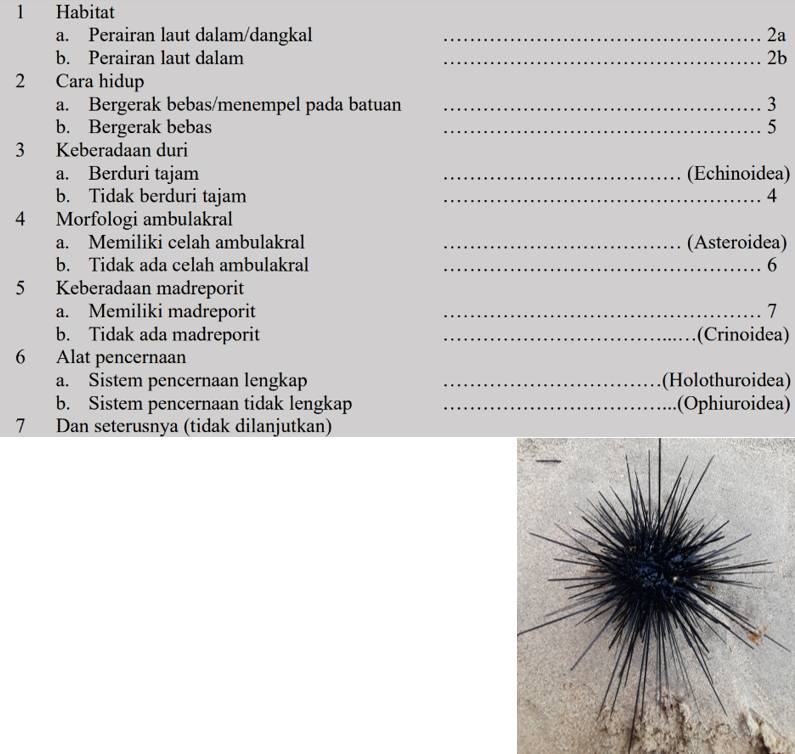 1 Habitat
a. Perairan laut dalam/dangkal ................................................ 2a
b. Perairan laut dalam ................................................ 2b
2 Cara hidup
a. Bergerak bebas/menempel pada batuan ................................................ 3
b. Bergerak bebas ................................................ 5
3 Keberadaan duri
a. Berduri tajam .................................... (Echinoidea)
b. Tidak berduri tajam ................................................ 4
4 Morfologi ambulakral
a. Memiliki celah ambulakral .................................... (Asteroidea)
b. Tidak ada celah ambulakral ................................................ 6
5 Keberadaan madreporit
a. Memiliki madreporit ................................................ 7
b. Tidak ada madreporit ......................................(Crinoidea)
6 Alat pencernaan
a. Sistem pencernaan lengkap .................................(Holothuroidea)
b. Sistem pencernaan tidak lengkap ...................................(Ophiuroidea)
7 Dan seterusnya (tidak dilanjutkan)